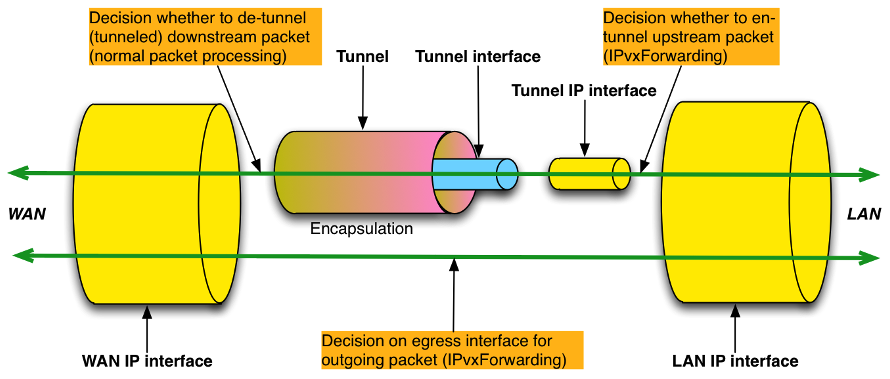 Decision whether to de-tunnel
(tunneled) downstream packet
(normal packet processing)
Decision whether to en-
tunnel upstream packet
(IPvxForwarding)
Tunnel
Tunnel interface
Tunnel IP interface
WAN
LAN
Encapsulation
Decision on egress interface for
outgoing packet (IPvxForwarding)
WAN IP interface
LAN IP interface